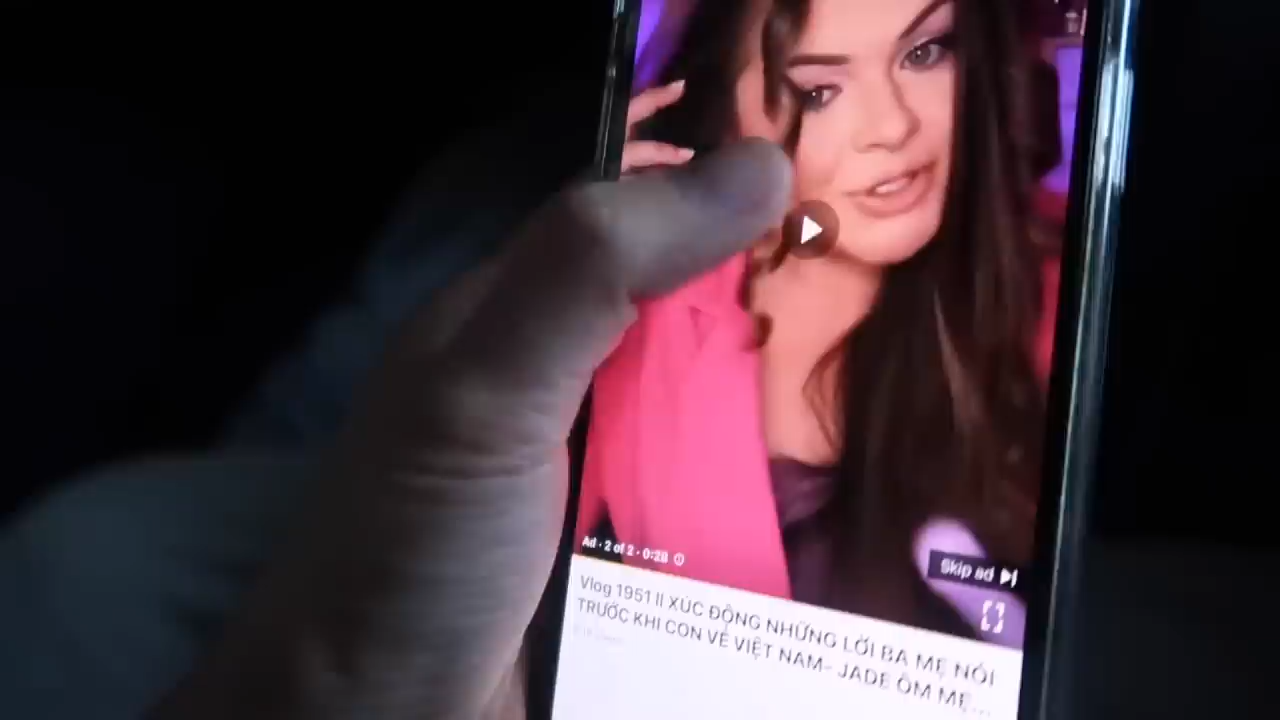 Ad · 2 of 2 · 0:28
Skip ad
Vlog 1951 II XÚC ĐỘNG NHỮNG LỜI BA MẸ NÓI
TRƯỚC KHI CON VỀ VIỆT NAM- JADE ÔM MẸ...